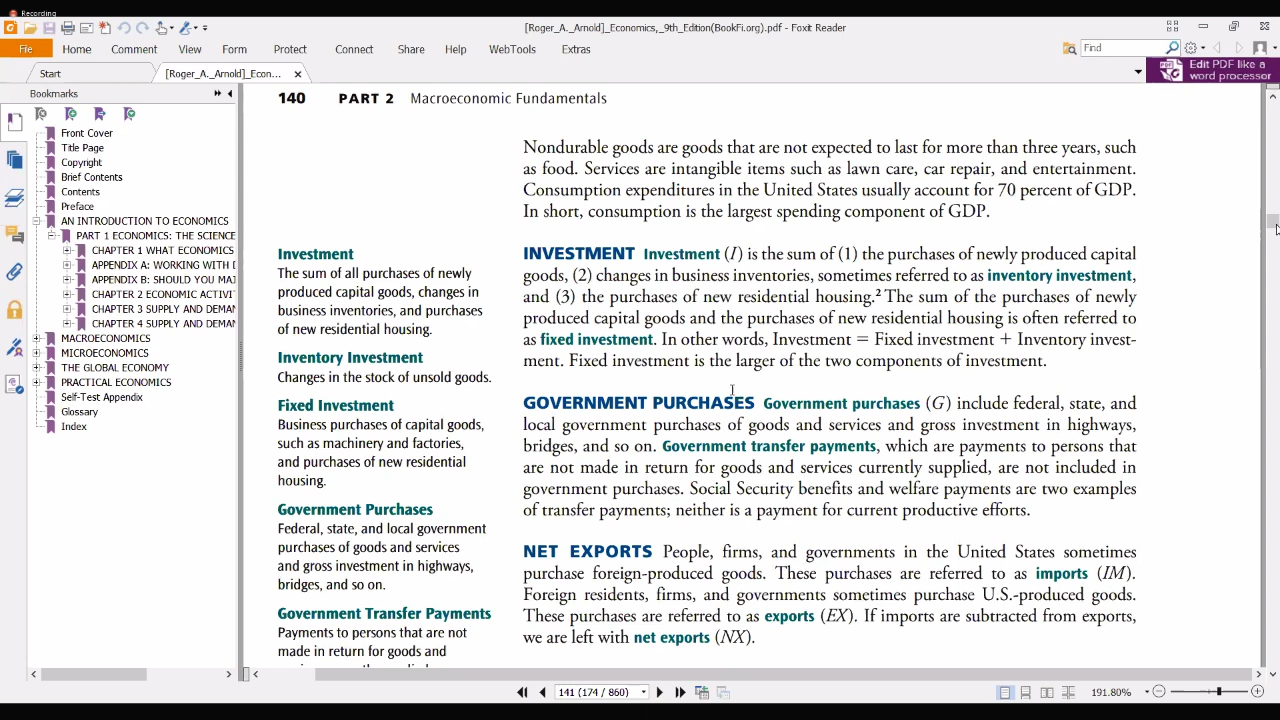 Recording
[Roger_A._Arnold]_Economics,_9th_Edition(BookFi.org).pdf - Foxit Reader
File Home Comment View Form Protect Connect Share Help WebTools Extras
Find
Start
[Roger_A._Arnold]_Econ...
Edit PDF like a
word processor
Bookmarks
Front Cover
Title Page
Copyright
Brief Contents
Contents
Preface
AN INTRODUCTION TO ECONOMICS
PART 1 ECONOMICS: THE SCIENCE
CHAPTER 1 WHAT ECONOMICS
APPENDIX A: WORKING WITH
APPENDIX B: SHOULD YOU MAJ
CHAPTER 2 ECONOMIC ACTIVI
CHAPTER 3 SUPPLY AND DEMAN
CHAPTER 4 SUPPLY AND DEMAN
MACROECONOMICS
MICROECONOMICS
THE GLOBAL ECONOMY
PRACTICAL ECONOMICS
Self-Test Appendix
Glossary
Index
140 PART 2 Macroeconomic Fundamentals
Nondurable goods are goods that are not expected to last for more than three years, such
as food. Services are intangible items such as lawn care, car repair, and entertainment.
Consumption expenditures in the United States usually account for 70 percent of GDP.
In short, consumption is the largest spending component of GDP.
INVESTMENT Investment (I) is the sum of (1) the purchases of newly produced capital
goods, (2) changes in business inventories, sometimes referred to as inventory investment,
and (3) the purchases of new residential housing.² The sum of the purchases of newly
produced capital goods and the purchases of new residential housing is often referred to
as fixed investment. In other words, Investment = Fixed investment + Inventory invest-
ment. Fixed investment is the larger of the two components of investment.
GOVERNMENT PURCHASES Government purchases (G) include federal, state, and
local government purchases of goods and services and gross investment in highways,
bridges, and so on. Government transfer payments, which are payments to persons that
are not made in return for goods and services currently supplied, are not included in
government purchases. Social Security benefits and welfare payments are two examples
of transfer payments; neither is a payment for current productive efforts.
NET EXPORTS People, firms, and governments in the United States sometimes
purchase foreign-produced goods. These purchases are referred to as imports (IM).
Foreign residents, firms, and governments sometimes purchase U.S.-produced goods.
These purchases are referred to as exports (EX). If imports are subtracted from exports,
we are left with net exports (NX).
Investment
The sum of all purchases of newly
produced capital goods, changes in
business inventories, and purchases
of new residential housing.
Inventory Investment
Changes in the stock of unsold goods.
Fixed Investment
Business purchases of capital goods,
such as machinery and factories,
and purchases of new residential
housing.
Government Purchases
Federal, state, and local government
purchases of goods and services
and gross investment in highways,
bridges, and so on.
Government Transfer Payments
Payments to persons that are not
made in return for goods and
141 (174 / 860)
191.80%